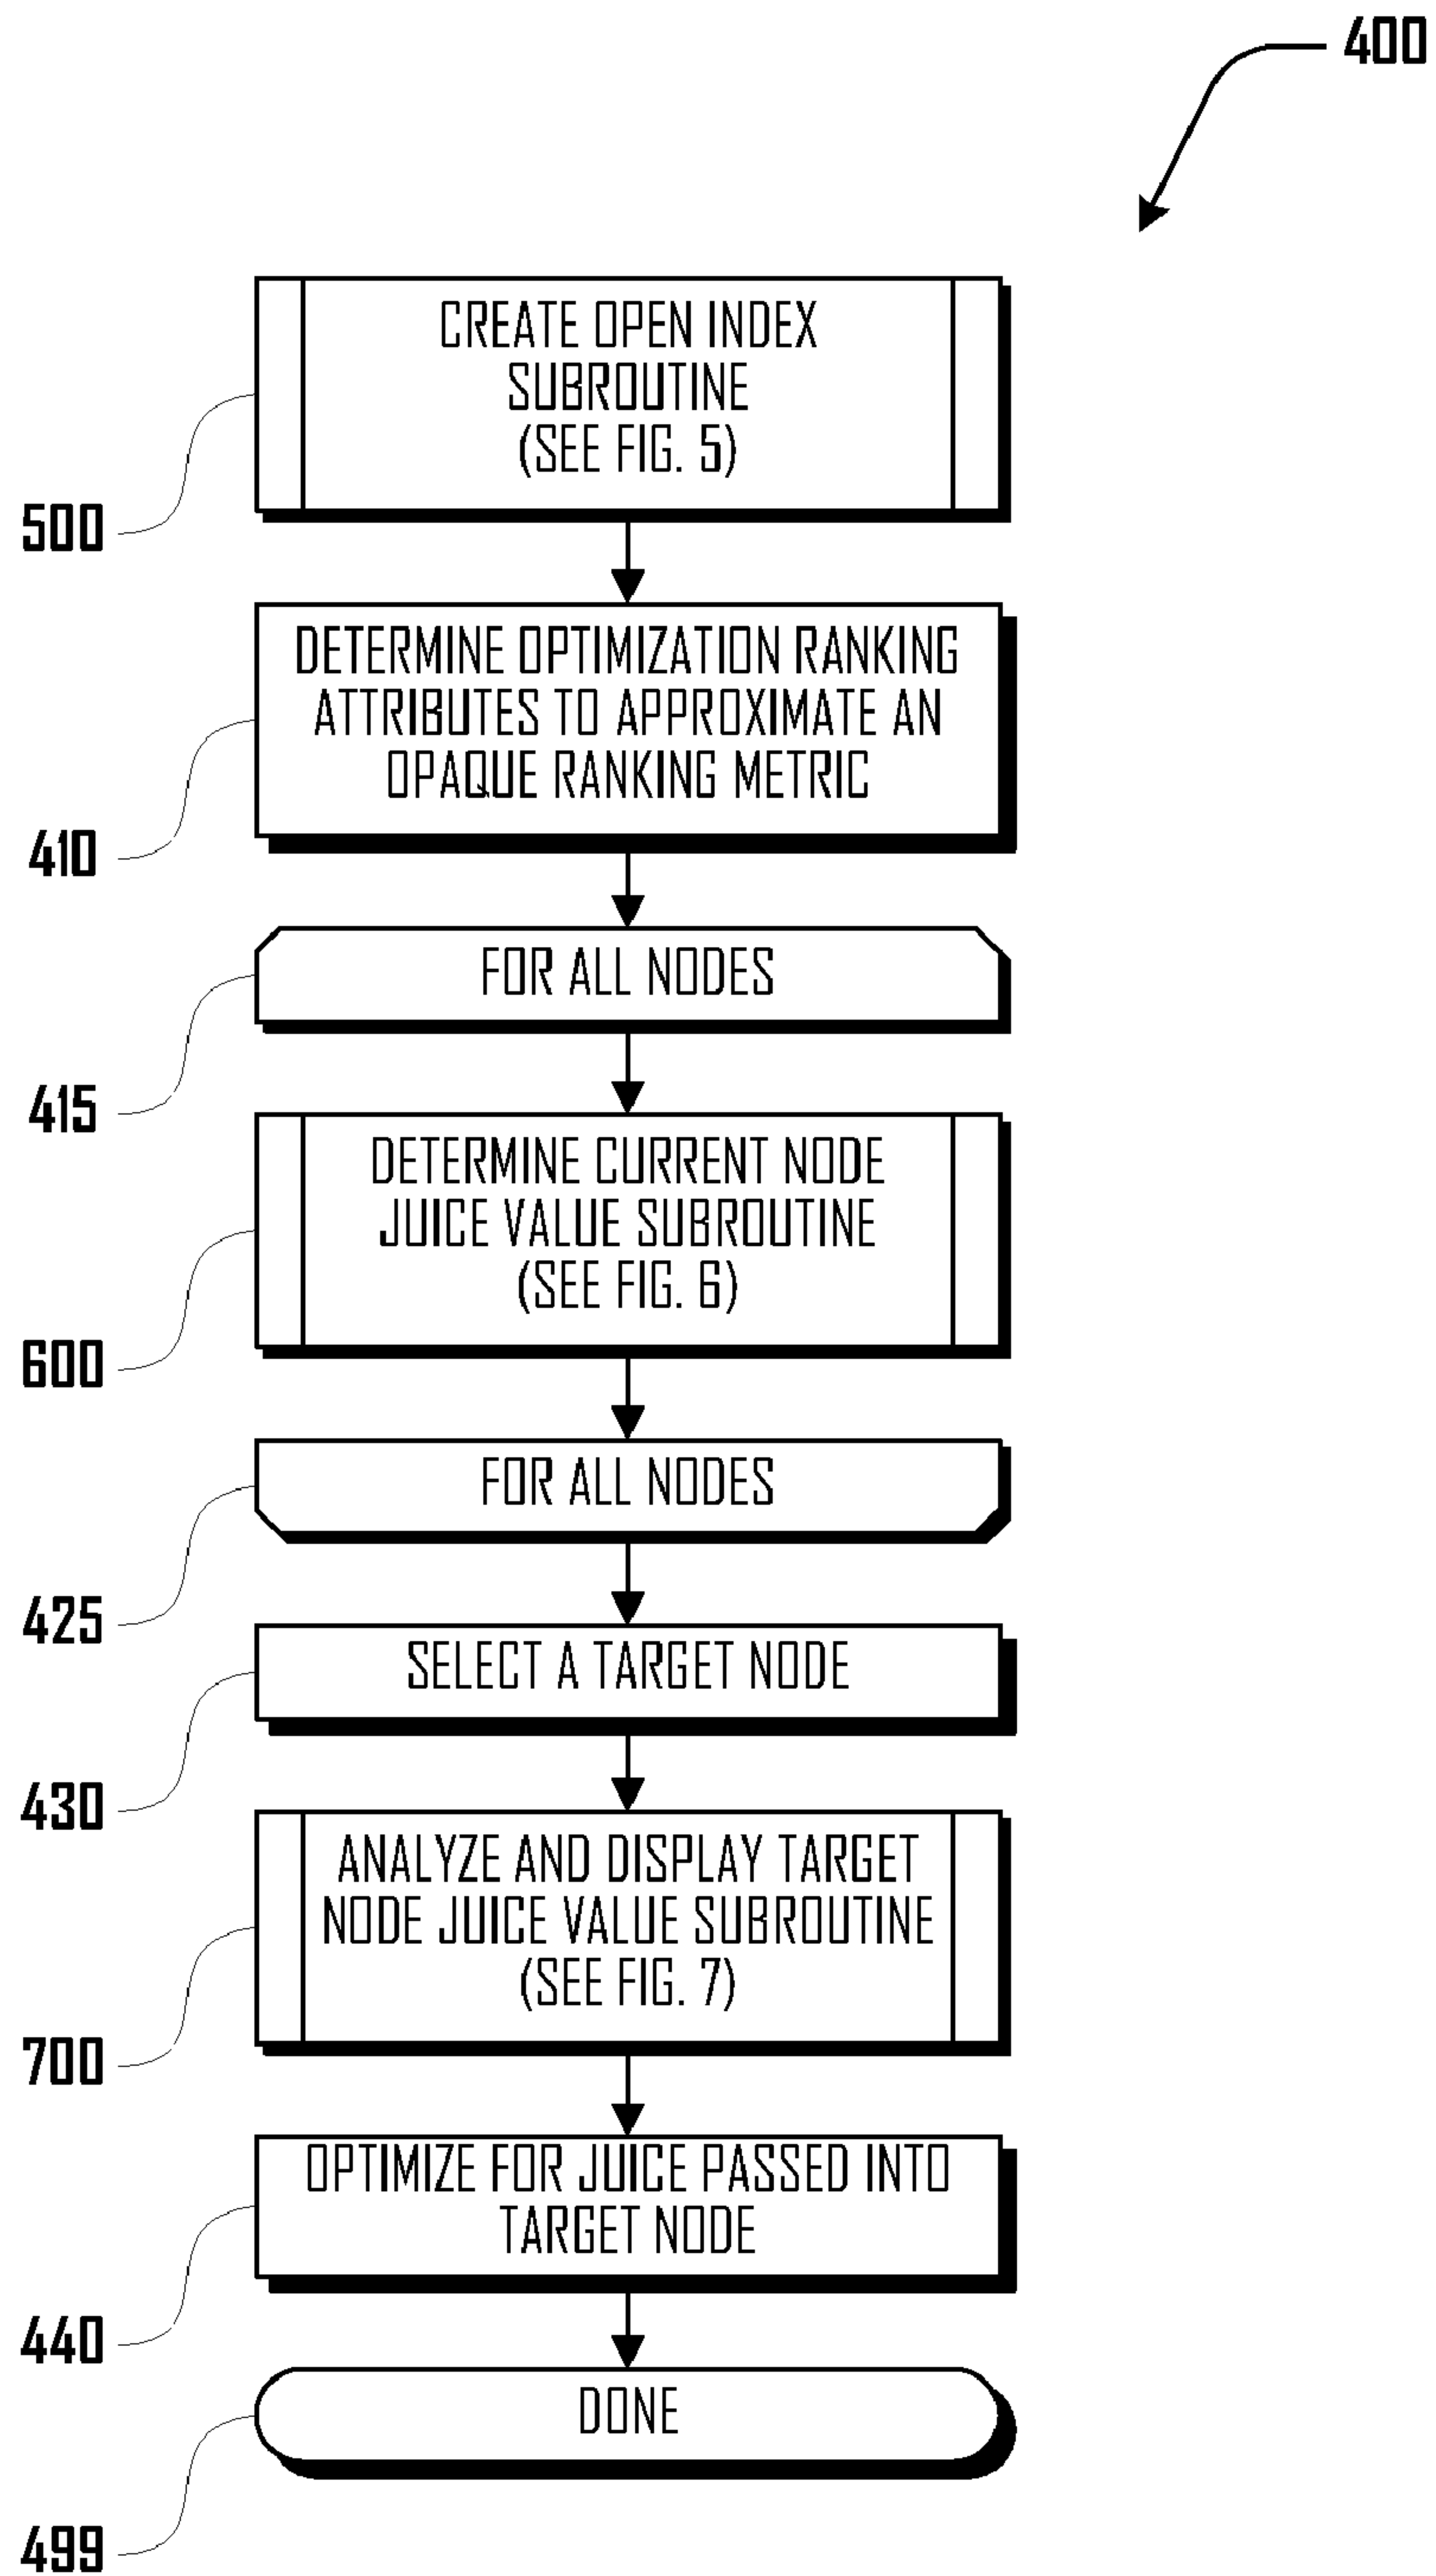 400
CREATE OPEN INDEX
SUBROUTINE
(SEE FIG. 5)
500
DETERMINE OPTIMIZATION RANKING
ATTRIBUTES TO APPROXIMATE AN
OPAQUE RANKING METRIC
410
FOR ALL NODES
415
DETERMINE CURRENT NODE
JUICE VALUE SUBROUTINE
(SEE FIG. 6)
600
FOR ALL NODES
425
SELECT A TARGET NODE
430
ANALYZE AND DISPLAY TARGET
NODE JUICE VALUE SUBROUTINE
(SEE FIG. 7)
700
OPTIMIZE FOR JUICE PASSED INTO
TARGET NODE
440
DONE
499